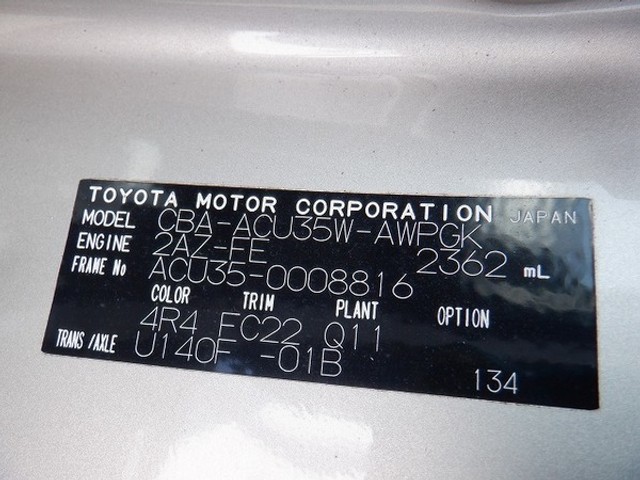 TOYOTA MOTOR CORPORATION JAPAN
MODEL CBA-ACU35W-AWPGK
ENGINE 2AZ-FE 2362 mL
FRAME No ACU35-0008816
COLOR TRIM PLANT OPTION
4R4 FC22 Q11
TRANS/AXLE U140F -01B
134